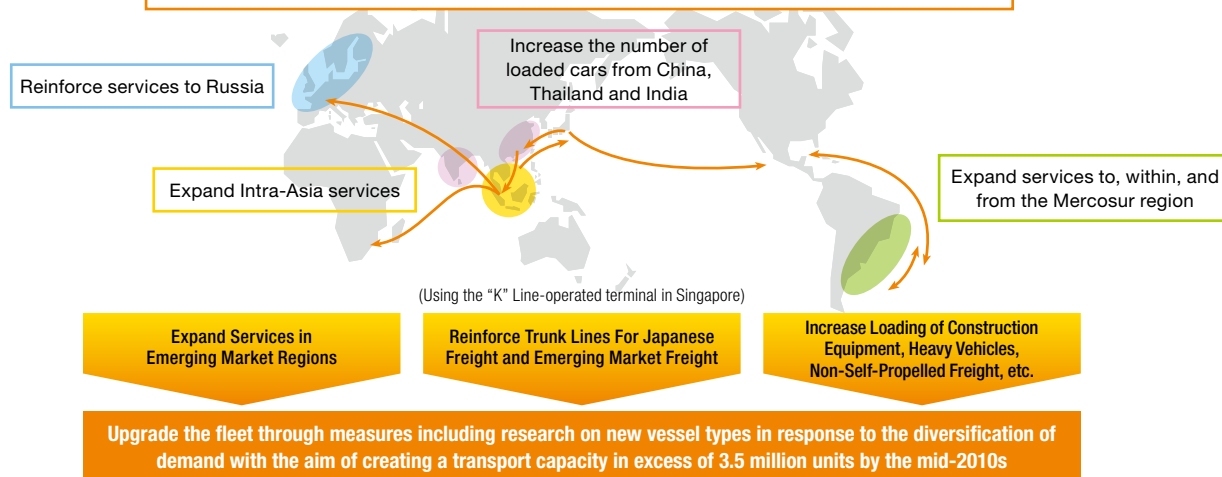 Increase the number of
loaded cars from China,
Thailand and India
Reinforce services to Russia
Expand Intra-Asia services
Expand services to, within, and
from the Mercosur region
(Using the “K” Line-operated terminal in Singapore)
Expand Services in
Emerging Market Regions
Reinforce Trunk Lines For Japanese
Freight and Emerging Market Freight
Increase Loading of Construction
Equipment, Heavy Vehicles,
Non-Self-Propelled Freight, etc.
Upgrade the fleet through measures including research on new vessel types in response to the diversification of
demand with the aim of creating a transport capacity in excess of 3.5 million units by the mid-2010s